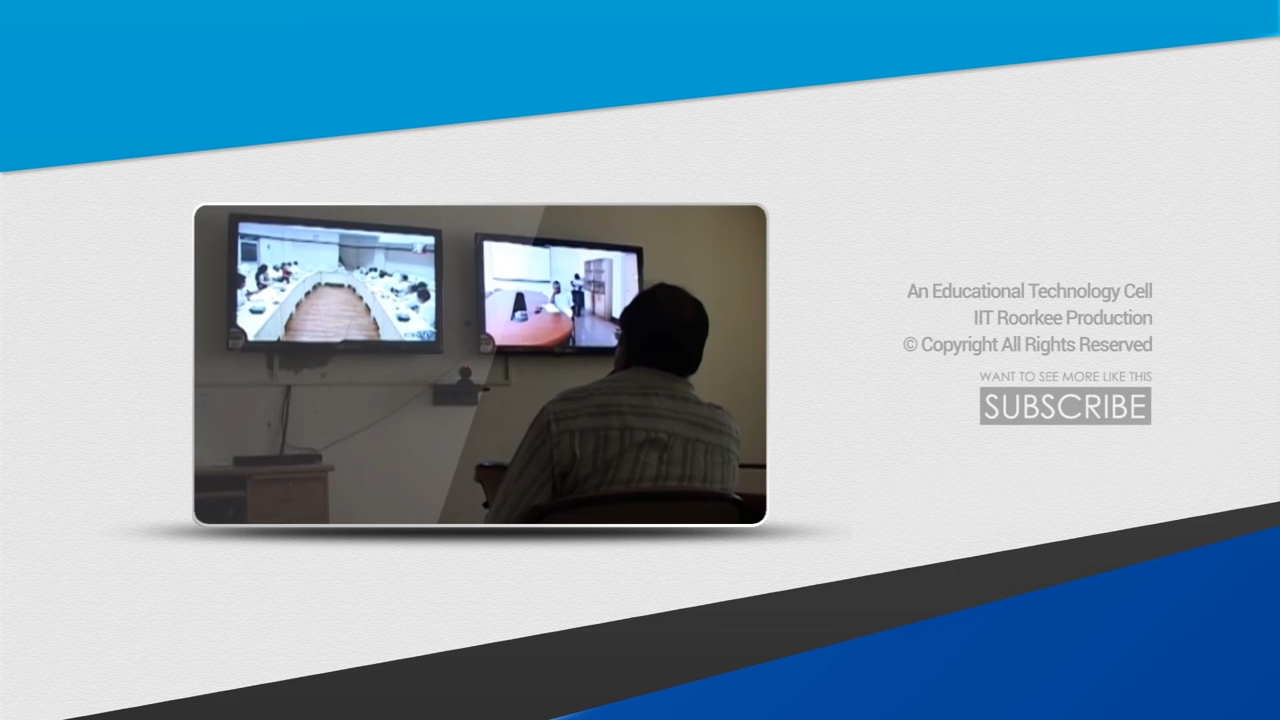 An Educational Technology Cell
IIT Roorkee Production
© Copyright All Rights Reserved
WANT TO SEE MORE LIKE THIS
SUBSCRIBE